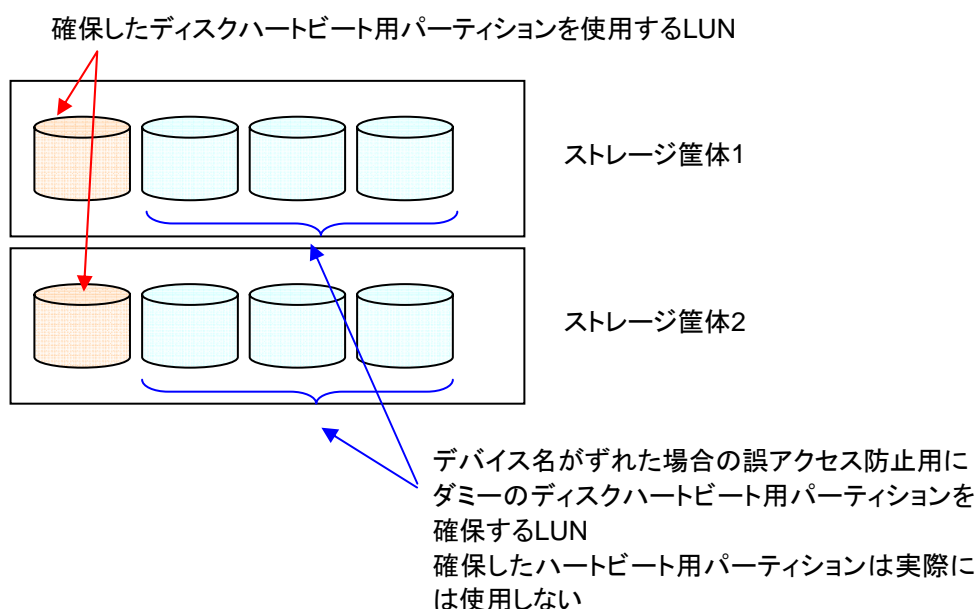 確保したディスクハートビート用パーティションを使用するLUN
ストレージ筐体1
ストレージ筐体2
デバイス名がずれた場合の誤アクセス防止用に
ダミーのディスクハートビート用パーティションを
確保するLUN
確保したハートビート用パーティションは実際に
は使用しない